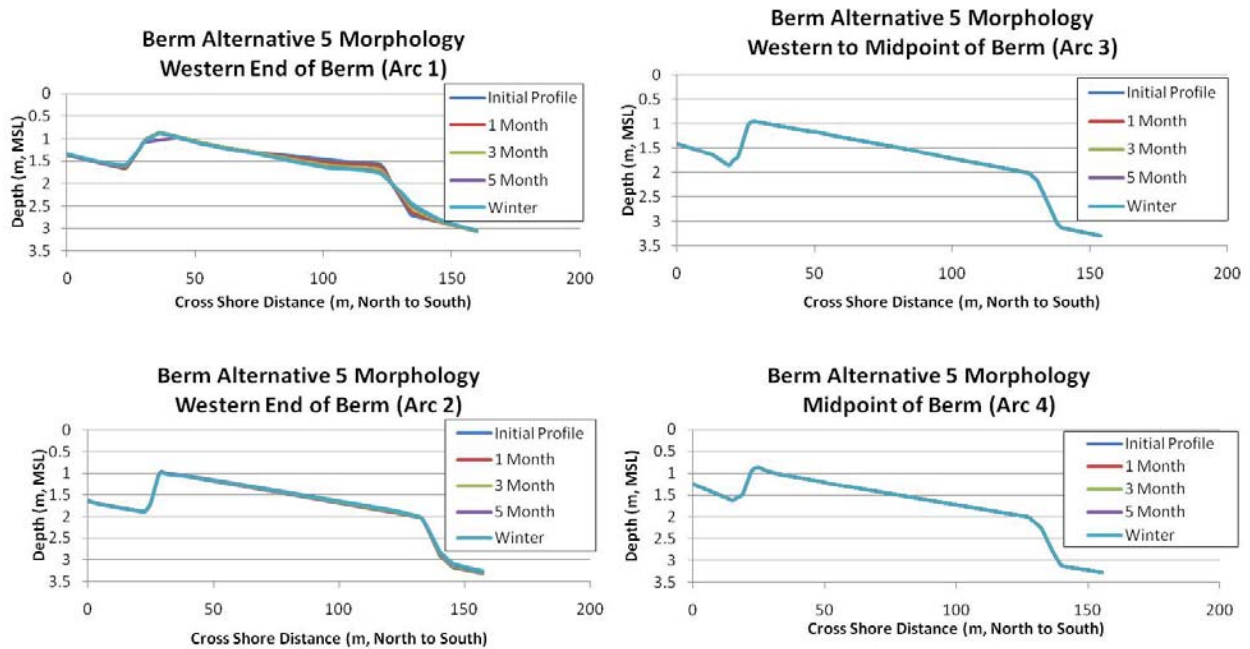 Berm Alternative 5 Morphology
Western End of Berm (Arc 1)
Depth (m, MSL)
0
0.5
1
1.5
2
2.5
3
3.5
0
50
100
150
200
Cross Shore Distance (m, North to South)
Initial Profile
1 Month
3 Month
5 Month
Winter
Berm Alternative 5 Morphology
Western to Midpoint of Berm (Arc 3)
Depth (m, MSL)
0
0.5
1
1.5
2
2.5
3
3.5
0
50
100
150
200
Cross Shore Distance (m, North to South)
Initial Profile
1 Month
3 Month
5 Month
Winter
Berm Alternative 5 Morphology
Western End of Berm (Arc 2)
Depth (m, MSL)
0
0.5
1
1.5
2
2.5
3
3.5
0
50
100
150
200
Cross Shore Distance (m, North to South)
Initial Profile
1 Month
3 Month
5 Month
Winter
Berm Alternative 5 Morphology
Midpoint of Berm (Arc 4)
Depth (m, MSL)
0
0.5
1
1.5
2
2.5
3
3.5
0
50
100
150
200
Cross Shore Distance (m, North to South)
Initial Profile
1 Month
3 Month
5 Month
Winter